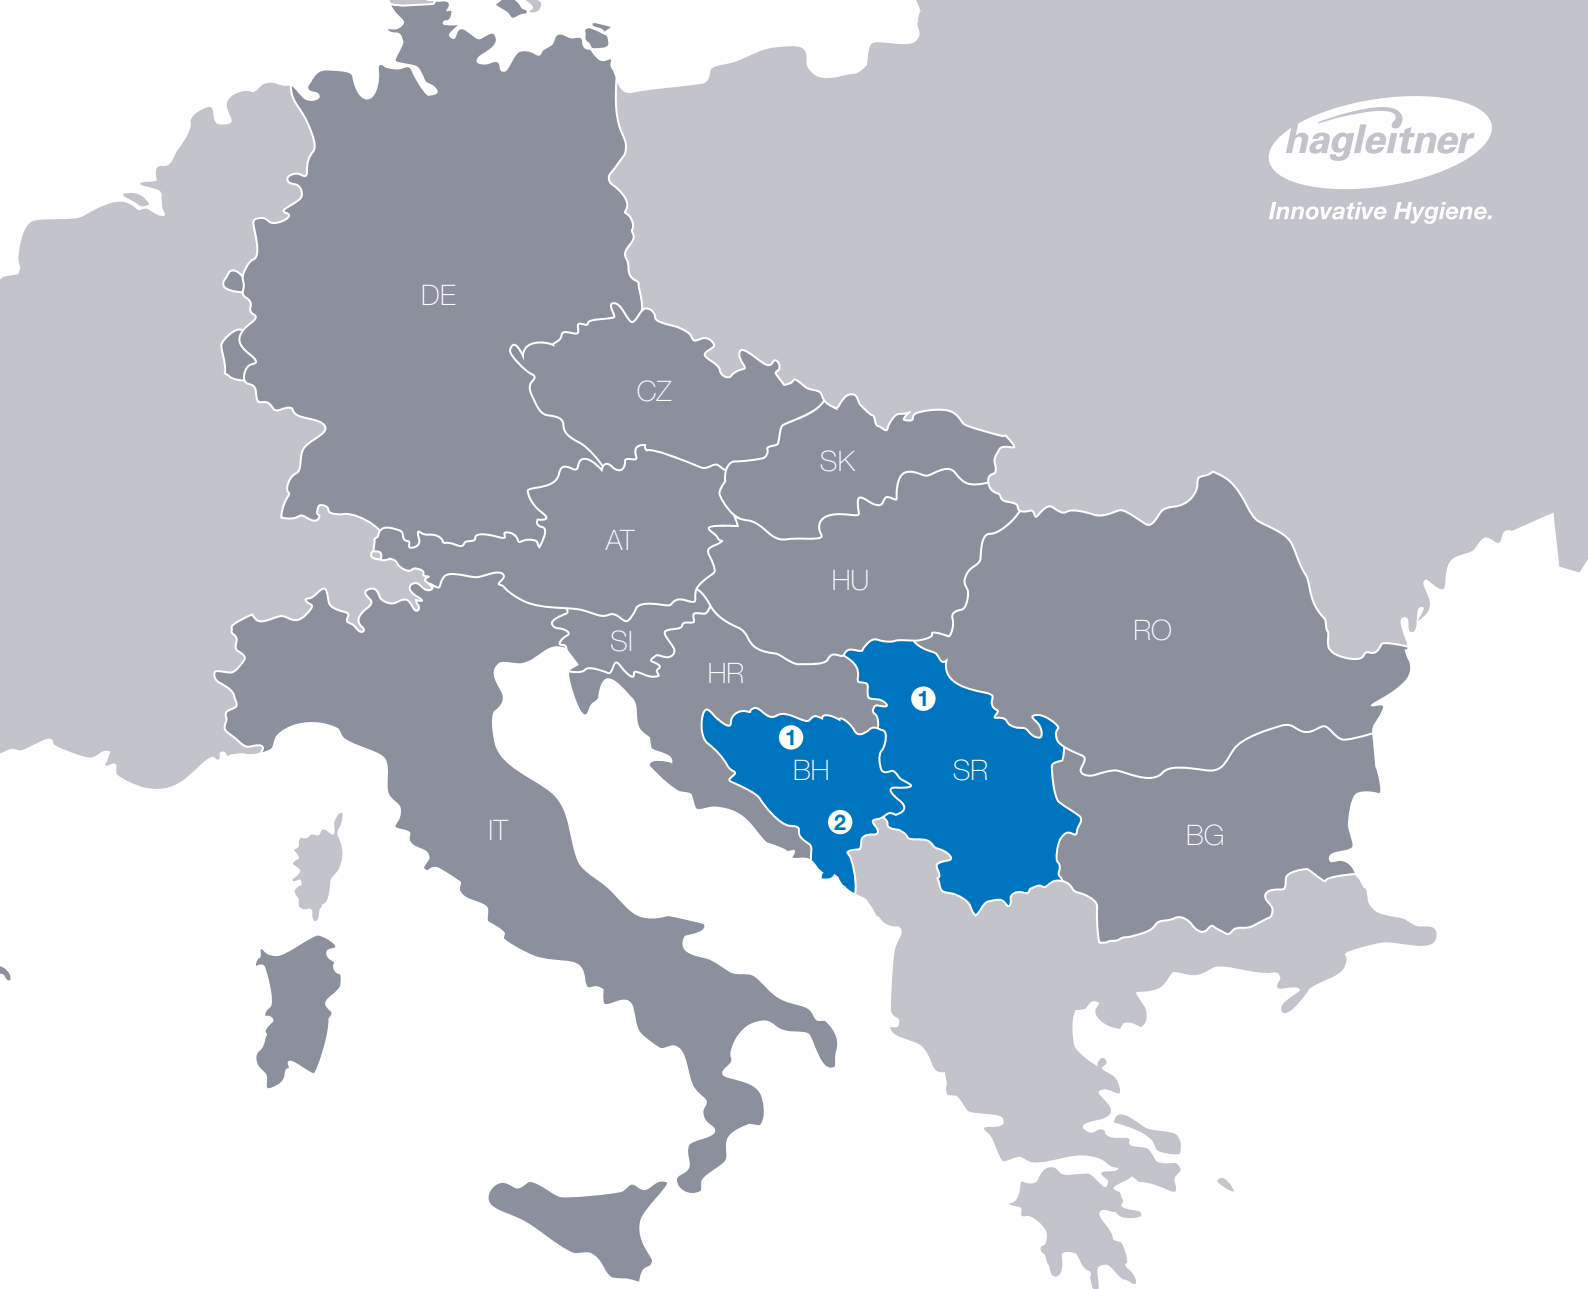 hagleitner
Innovative Hygiene.
DE
CZ
SK
AT
HU
RO
SI
HR
1
1
BH
SR
2
IT
BG